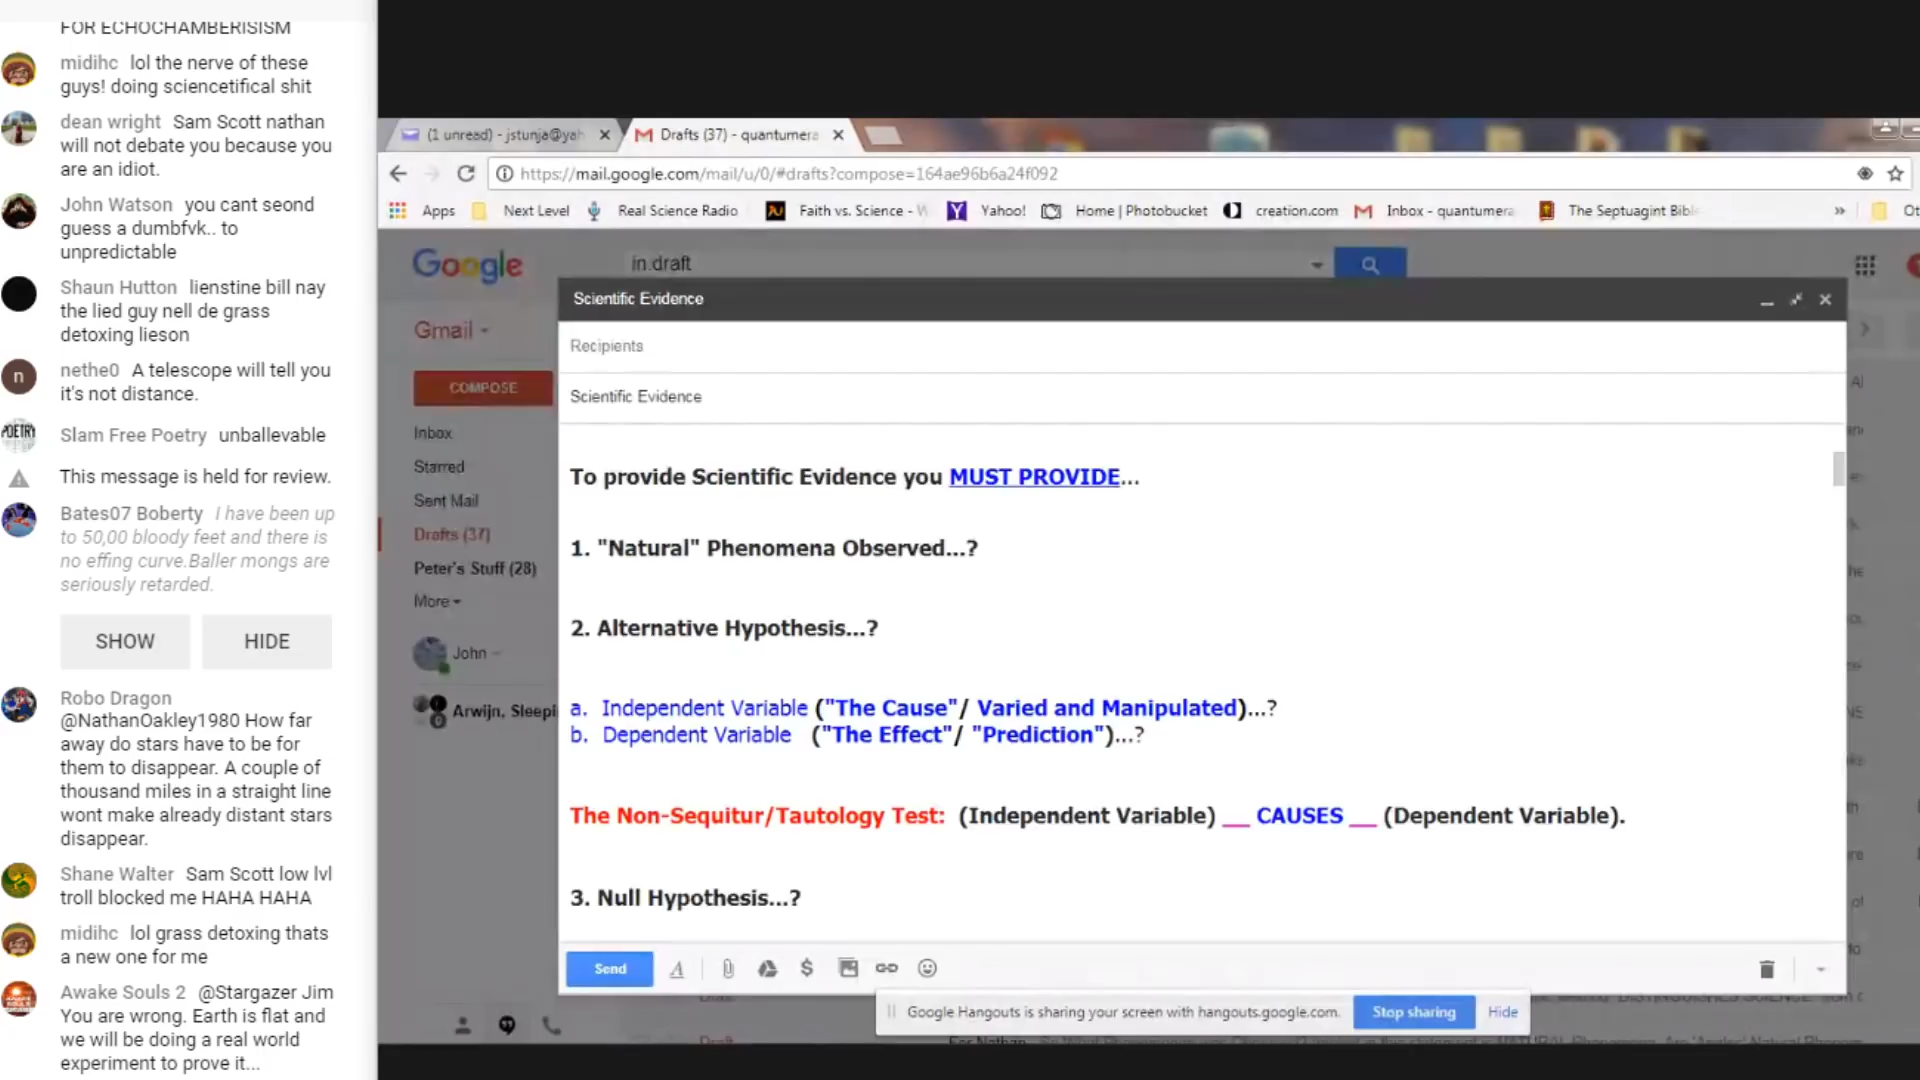 FOR ECHOCHAMBERISISM
midihc lol the nerve of these
guys! doing sciencetifical shit
dean wright Sam Scott nathan
will not debate you because you
are an idiot.
John Watson you cant seond
guess a dumbfvk.. to
unpredictable
Shaun Hutton lienstine bill nay
the lied guy nell de grass
detoxing lieson
n
nethe0 A telescope will tell you
it's not distance.
POETRY
Slam Free Poetry unballevable
This message is held for review.
Bates07 Boberty I have been up
to 50,00 bloody feet and there is
no effing curve.Baller mongs are
seriously retarded.
SHOW HIDE
Robo Dragon
@NathanOakley1980 How far
away do stars have to be for
them to disappear. A couple of
thousand miles in a straight line
wont make already distant stars
disappear.
Shane Walter Sam Scott low lvl
troll blocked me HAHA HAHA
midihc lol grass detoxing thats
a new one for me
Awake Souls 2 @Stargazer Jim
You are wrong. Earth is flat and
we will be doing a real world
experiment to prove it...
(1 unread) - jstunja@yah Drafts (37) - quantumera
https://mail.google.com/mail/u/0/#drafts?compose=164ae96b6a24f092
Apps Next Level Real Science Radio Faith vs. Science - Yahoo! Home | Photobucket creation.com Inbox - quantumera The Septuagint Bibl » Ot
Google in:draft
Gmail
COMPOSE
Inbox
Starred
Sent Mail
Drafts (37)
Peter's Stuff (28)
More
John
Arwijn, Sleepi
Scientific Evidence
Recipients
Scientific Evidence
To provide Scientific Evidence you MUST PROVIDE...
1. "Natural" Phenomena Observed...?
2. Alternative Hypothesis...?
a. Independent Variable ("The Cause"/ Varied and Manipulated)...?
b. Dependent Variable ("The Effect"/ "Prediction")...?
The Non-Sequitur/Tautology Test: (Independent Variable) __ CAUSES __ (Dependent Variable).
3. Null Hypothesis...?
Send
Google Hangouts is sharing your screen with hangouts.google.com. Stop sharing Hide